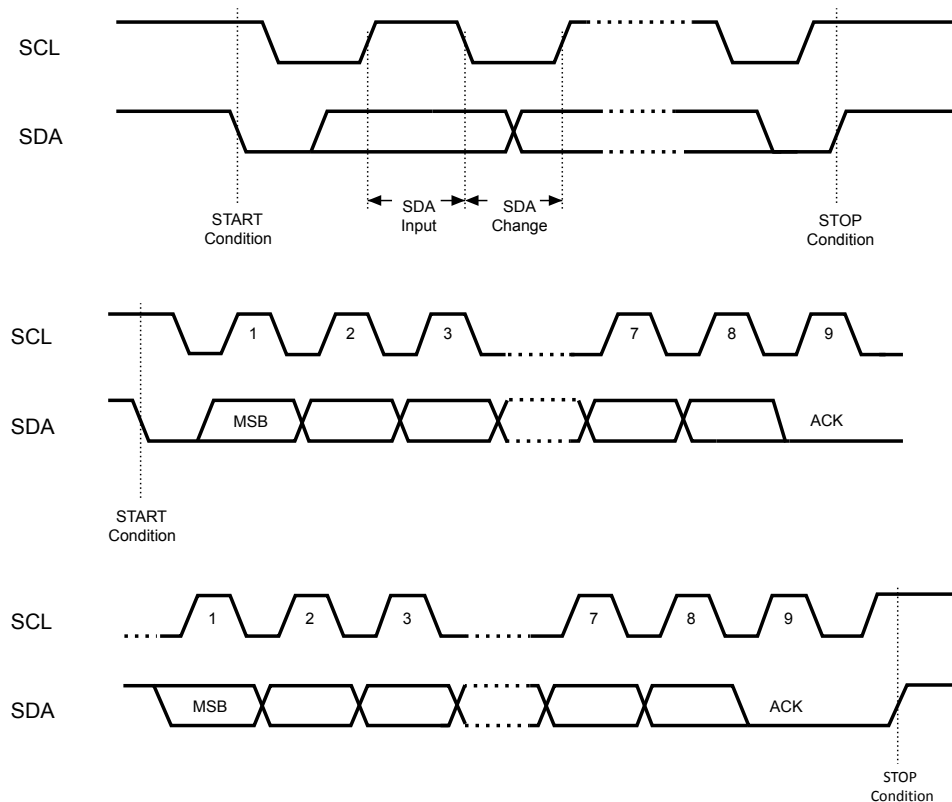 SCL
SDA
START
Condition
SDA
Input
SDA
Change
STOP
Condition
SCL
1 2 3 7 8 9
SDA
MSB ACK
START
Condition
SCL
1 2 3 7 8 9
SDA
MSB ACK
STOP
Condition